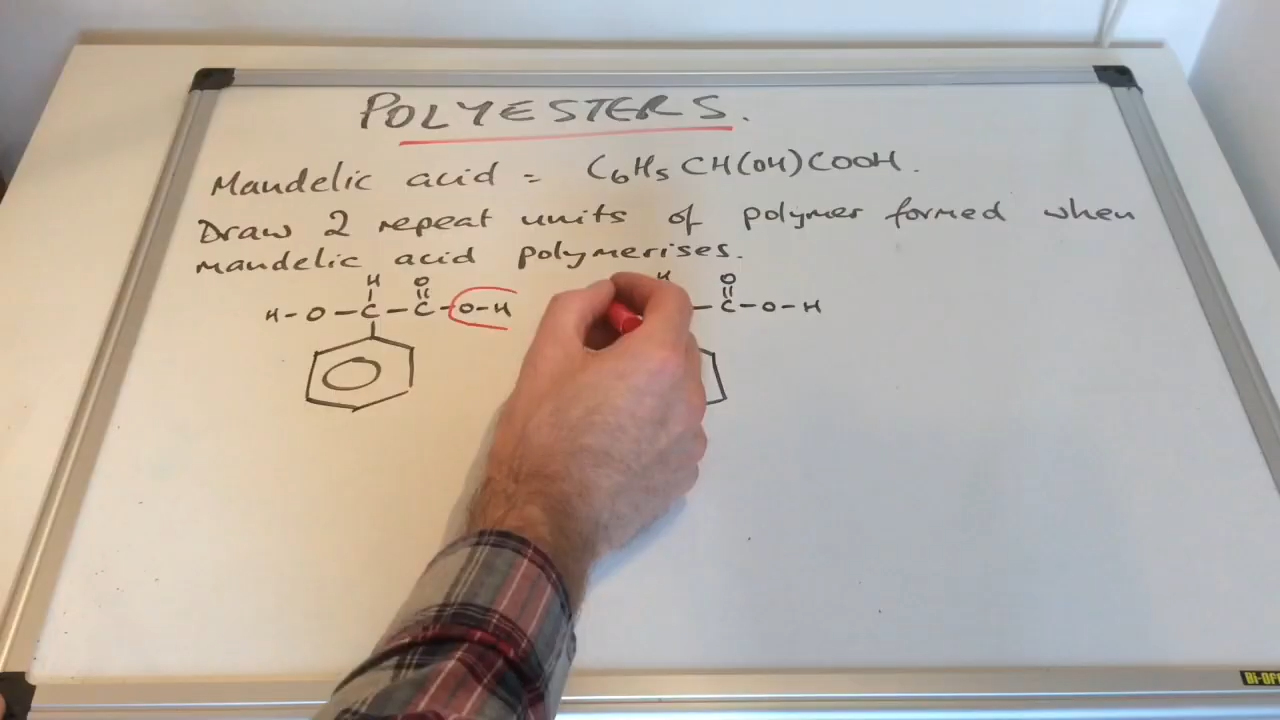 POLYESTERS.
Mandelic acid = C6H5CH(OH)COOH.
Draw 2 repeat units of polymer formed when
mandelic acid polymerises.
H O H O
H-O-C-C-O-H -C-O-H